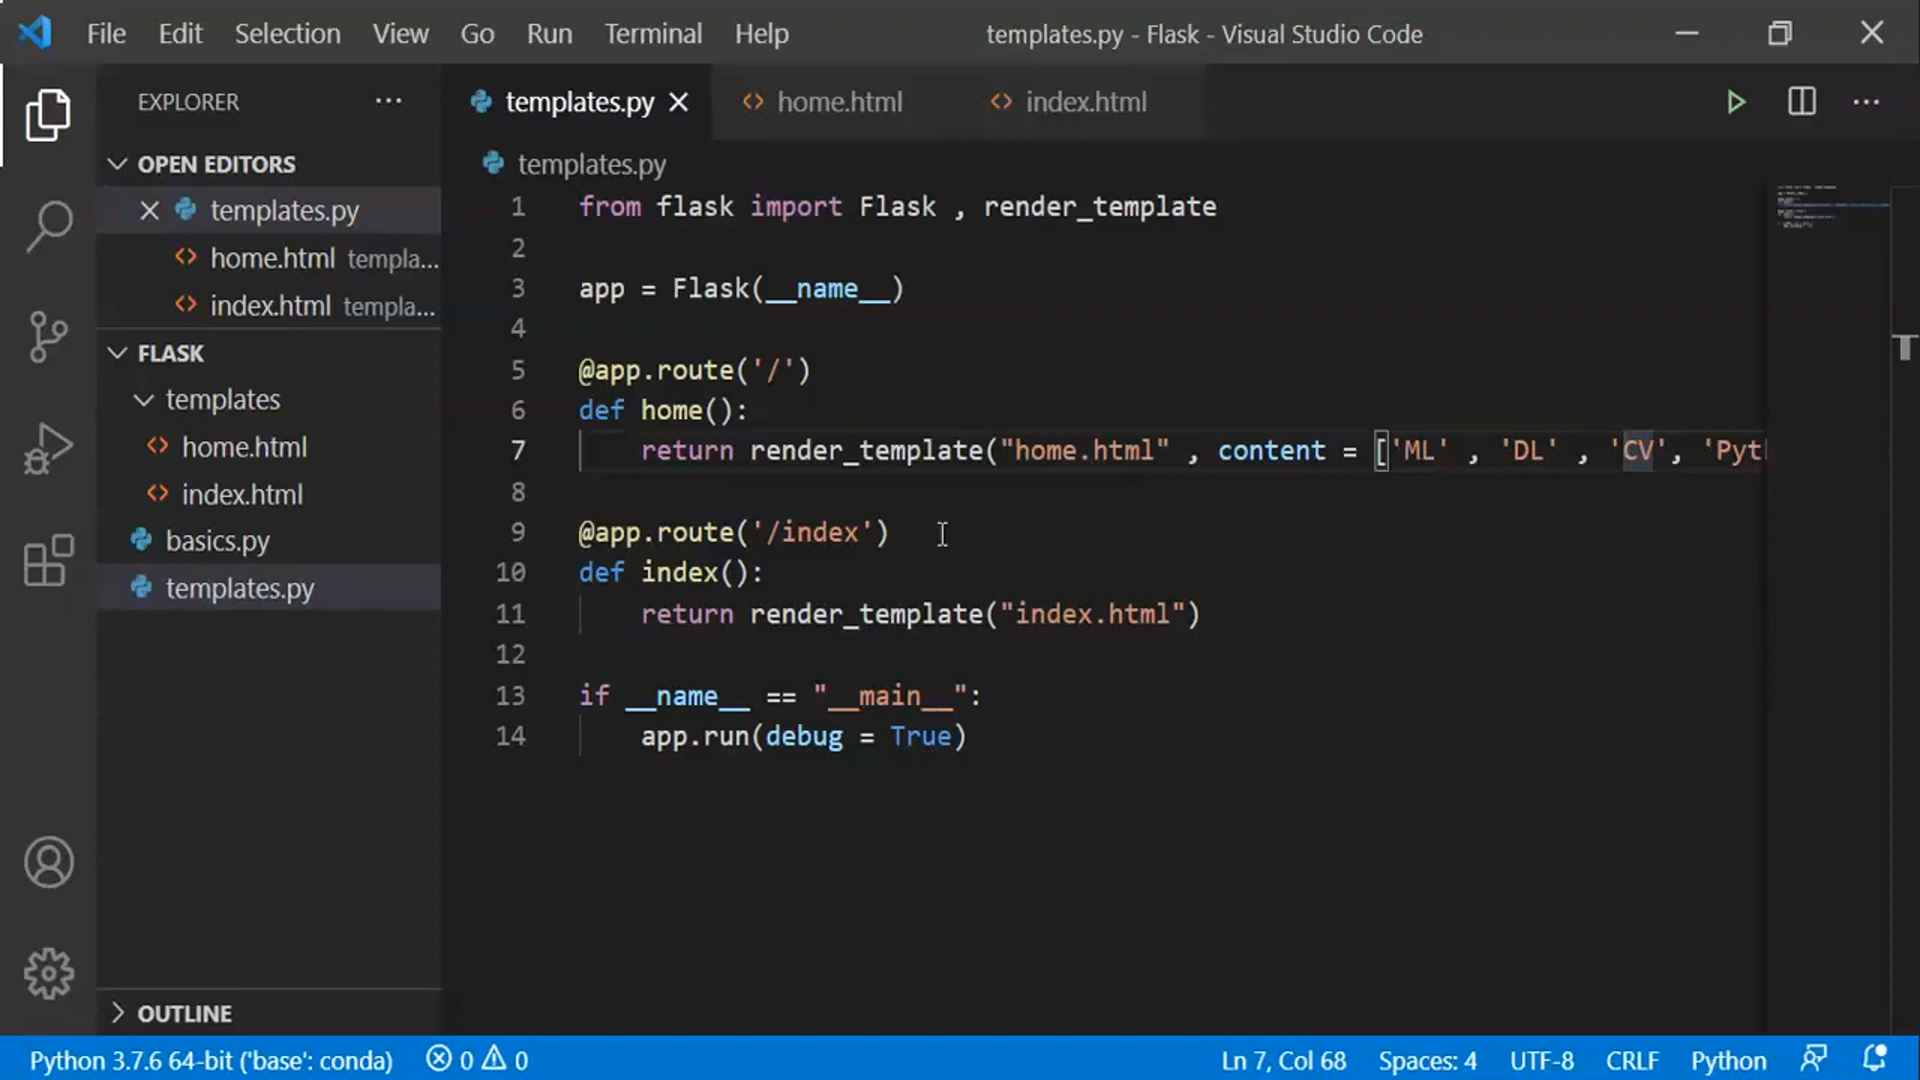 File Edit Selection View Go Run Terminal Help templates.py - Flask - Visual Studio Code
EXPLORER ··· templates.py home.html index.html ···
OPEN EDITORS
templates.py
home.html templa...
index.html templa...
FLASK
templates
home.html
index.html
basics.py
templates.py
OUTLINE
templates.py
1 from flask import Flask , render_template
2
3 app = Flask(__name__)
4
5 @app.route('/')
6 def home():
7 return render_template("home.html" , content = ['ML' , 'DL' , 'CV', 'Pyt
8
9 @app.route('/index')
10 def index():
11 return render_template("index.html")
12
13 if __name__ == "__main__":
14 app.run(debug = True)
Python 3.7.6 64-bit ('base': conda) 0 0 Ln 7, Col 68 Spaces: 4 UTF-8 CRLF Python